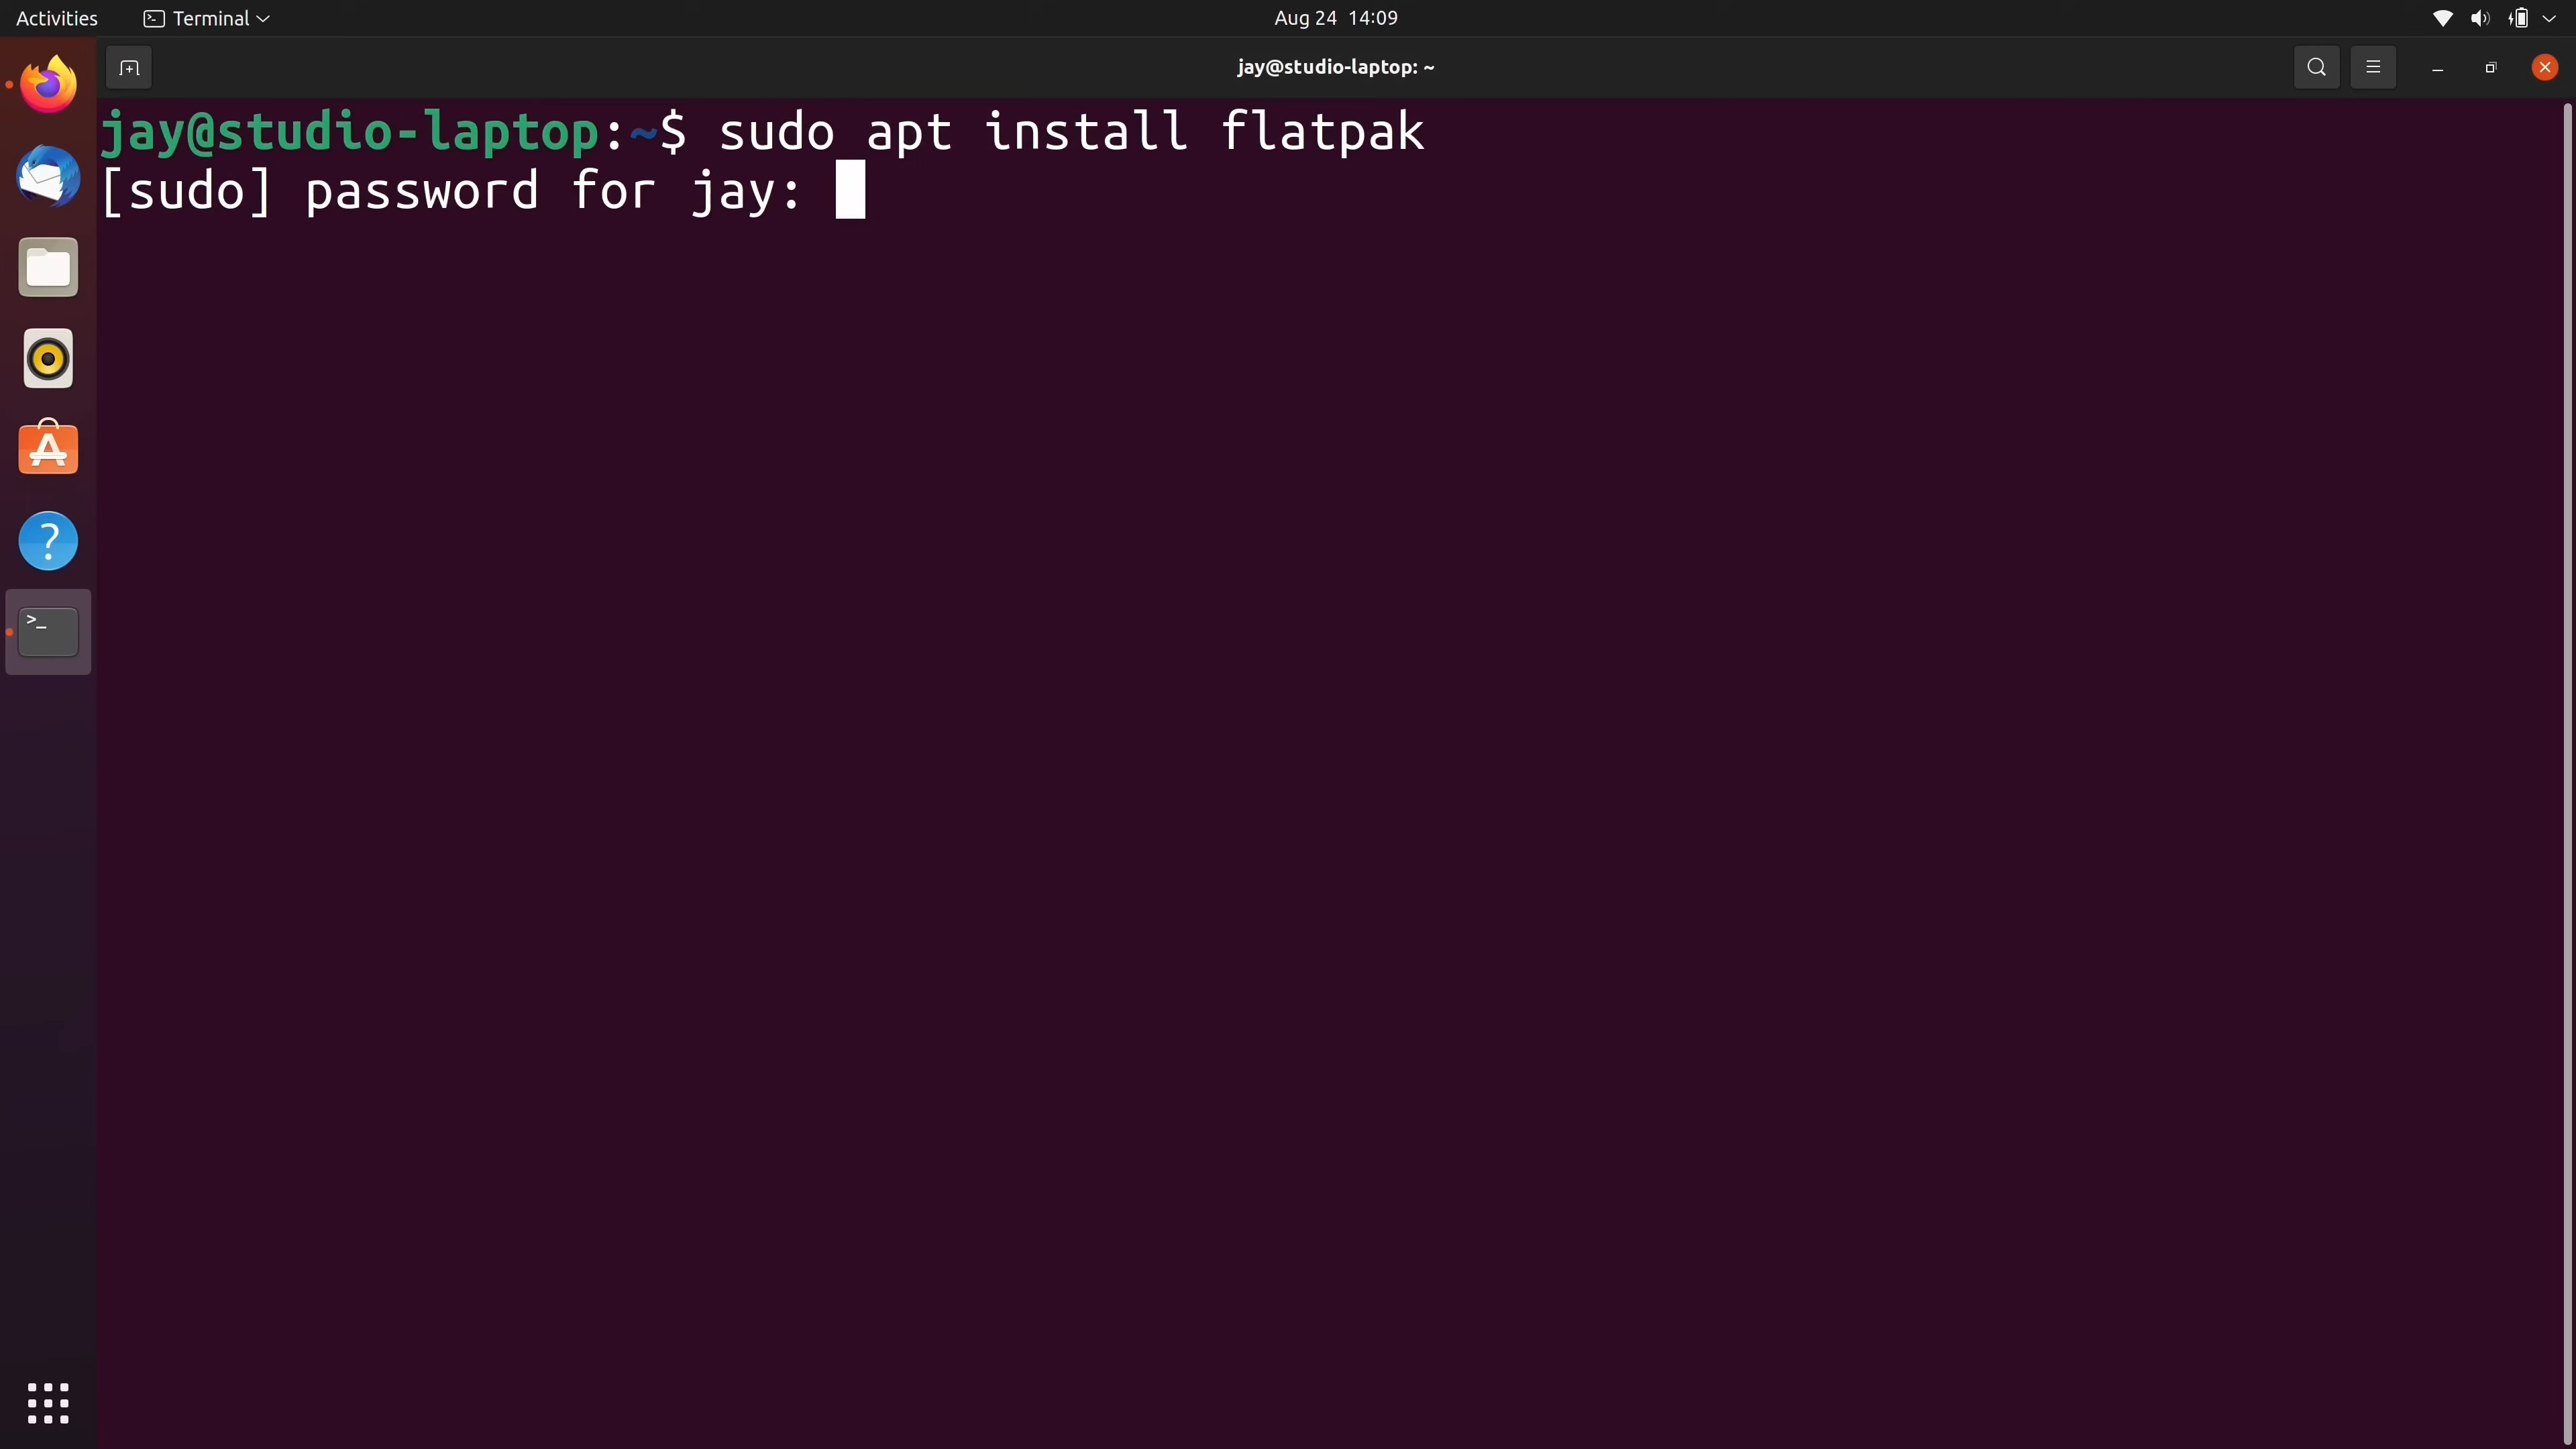 Activities Terminal Aug 24 14:09
jay@studio-laptop: ~
jay@studio-laptop:~$ sudo apt install flatpak
[sudo] password for jay: